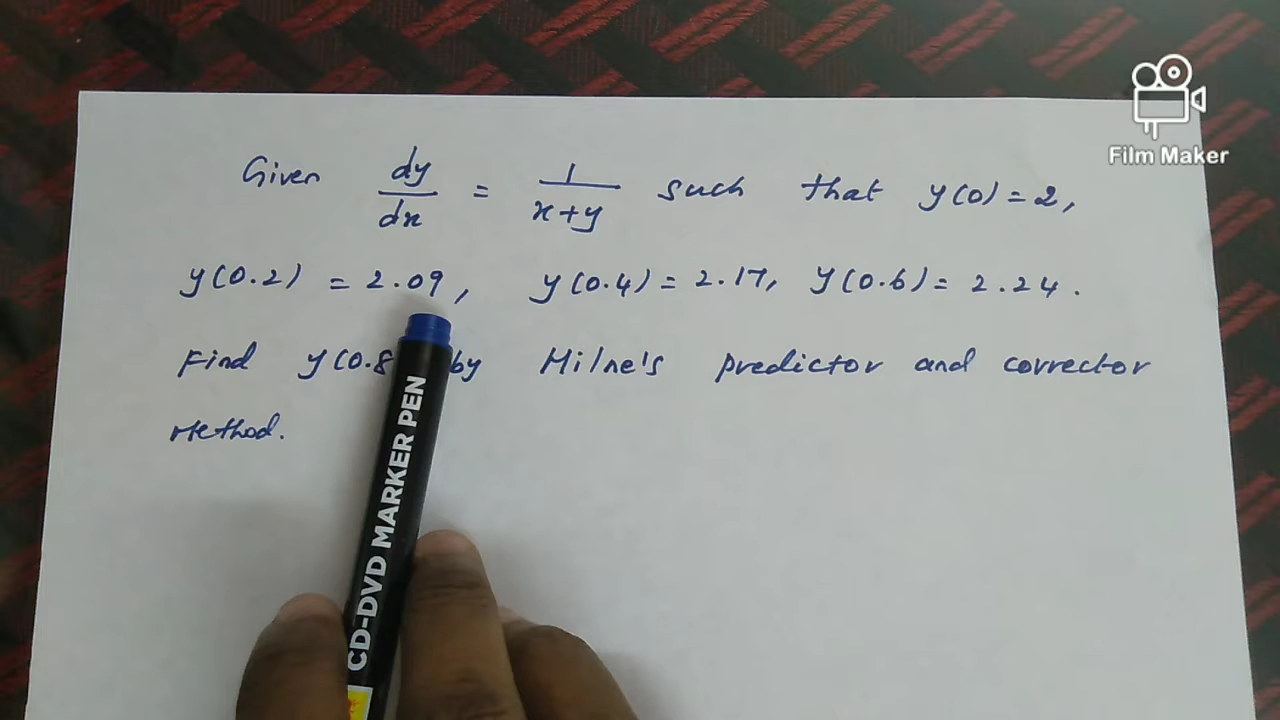 Film Maker
Given dy/dx = 1/(x+y) such that y(0)=2,
y(0.2) = 2.09, y(0.4)= 2.17, y(0.6)= 2.24.
Find y(0.8 by Milne's predictor and corrector
Method.
CD-DVD MARKER PEN